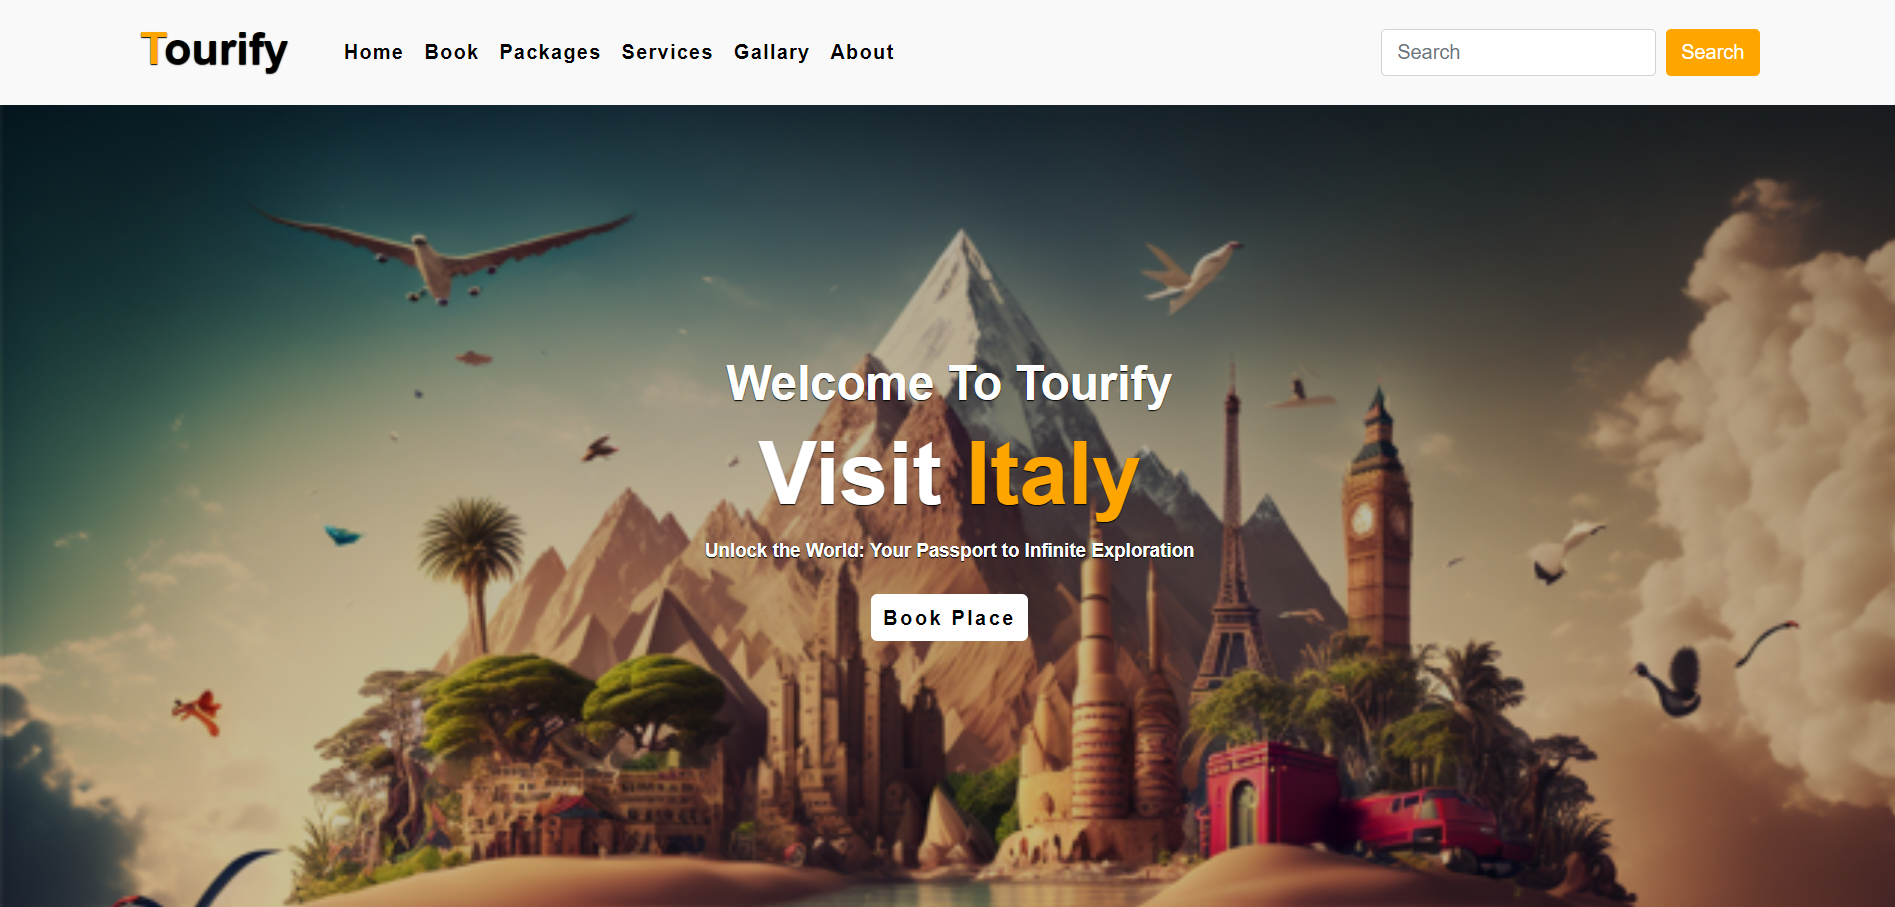 Tourify
Home Book Packages Services Gallary About
Search Search
Welcome To Tourify
Visit Italy
Unlock the World: Your Passport to Infinite Exploration
Book Place